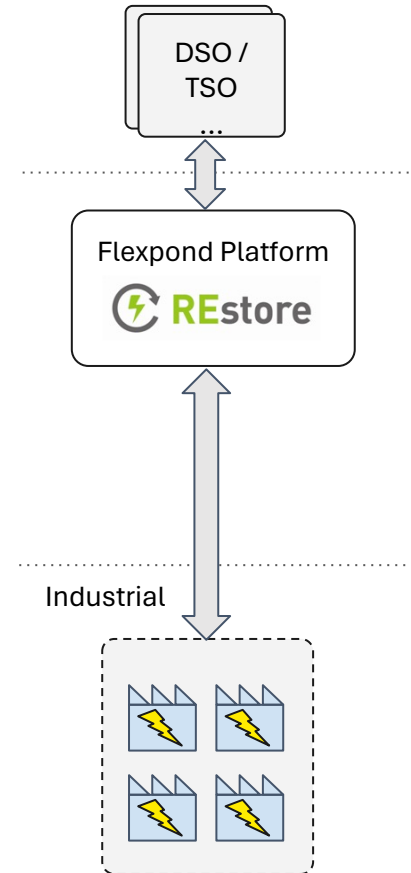 DSO /
TSO
...
Flexpond Platform
REstore
Industrial